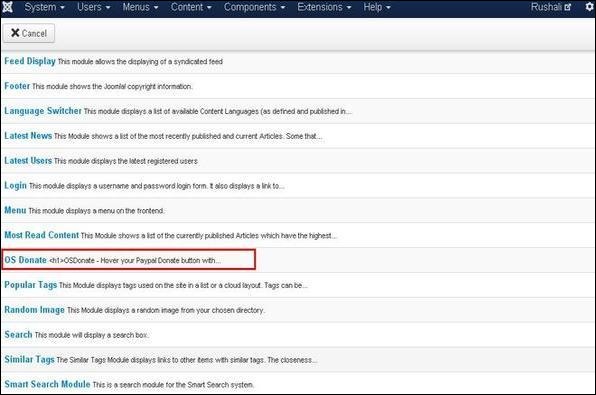 System Users Menus Content Components Extensions Help Rushali
Cancel
Feed Display This module allows the displaying of a syndicated feed
Footer This module shows the Joomla! copyright information.
Language Switcher This module displays a list of available Content Languages (as defined and published in...
Latest News This Module shows a list of the most recently published and current Articles. Some that...
Latest Users This module displays the latest registered users
Login This module displays a username and password login form. It also displays a link to...
Menu This module displays a menu on the frontend.
Most Read Content This Module shows a list of the currently published Articles which have the highest...
OS Donate <h1>OSDonate - Hover your Paypal Donate button with...
Popular Tags This Module displays tags used on the site in a list or a cloud layout. Tags can be...
Random Image This Module displays a random image from your chosen directory.
Search This module will display a search box.
Similar Tags The Similar Tags Module displays links to other items with similar tags. The closeness...
Smart Search Module This is a search module for the Smart Search system.